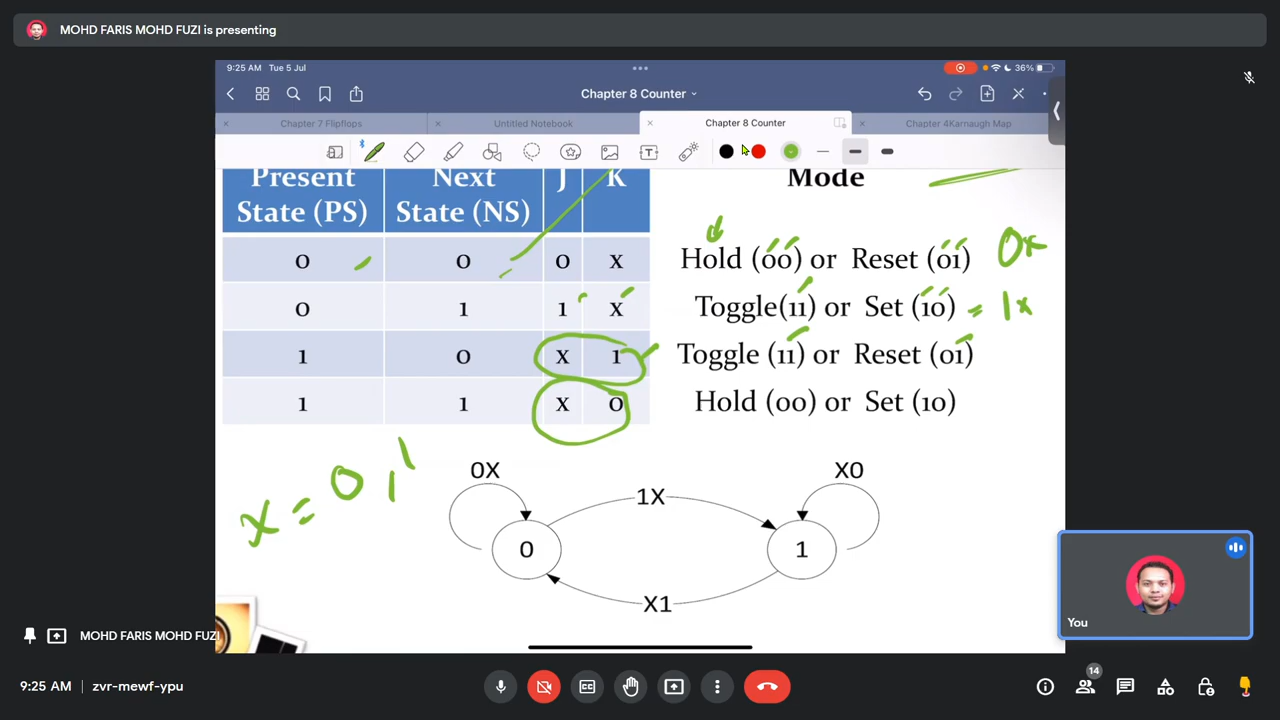 MOHD FARIS MOHD FUZI is presenting
9:25 AM Tue 5 Jul
36%
Chapter 8 Counter
Chapter 7 Flipflops
Untitled Notebook
Chapter 8 Counter
Chapter 4Karnaugh Map
Present State (PS) Next State (NS) J K Mode
0 0 0 x Hold (00) or Reset (01) 0x
0 1 1 x Toggle(11) or Set (10) = 1x
1 0 x 1 Toggle (11) or Reset (01)
1 1 x 0 Hold (00) or Set (10)
x = 0, 1
0X X0
1X
0 1
X1
You
MOHD FARIS MOHD FUZI
14
9:25 AM | zvr-mewf-ypu